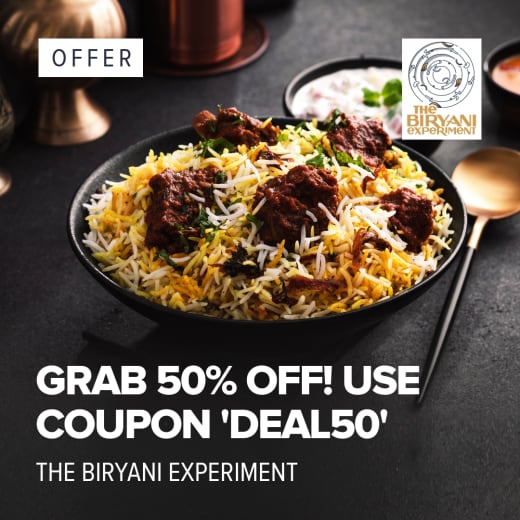 OFFER
THE
BIRYANI
EXPERIMENT
GRAB 50% OFF! USE
COUPON 'DEAL50'
THE BIRYANI EXPERIMENT